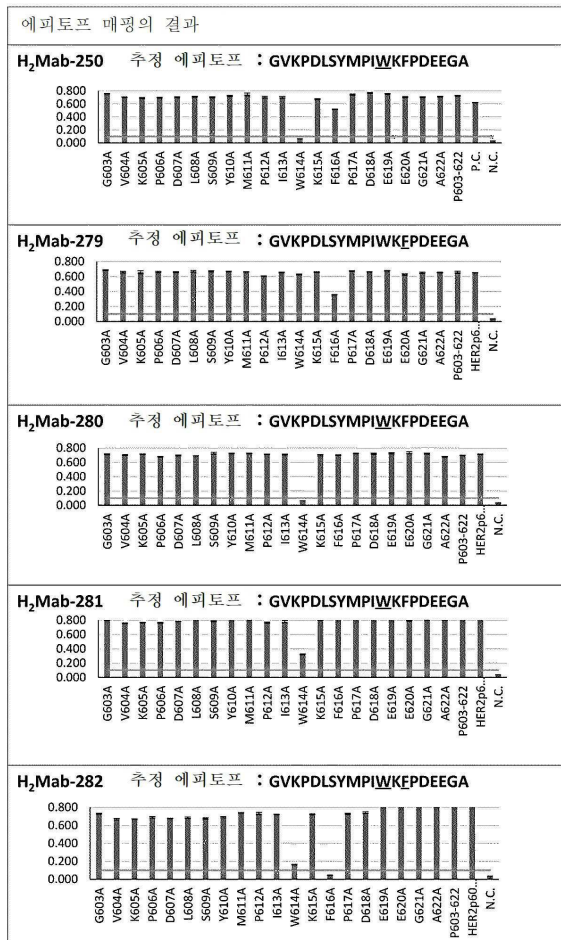 에피토프 매핑의 결과
H₂Mab-250 추정 에피토프 : GVKPDLSYMPIWKFPDEEGA
0.800
0.600
0.400
0.200
0.000
G603A V604A K605A P606A D607A L608A S609A Y610A M611A P612A I613A W614A K615A F616A P617A D618A E619A E620A G621A A622A P603-622 P.C. N.C.
H₂Mab-279 추정 에피토프 : GVKPDLSYMPIWKFPDEEGA
0.800
0.600
0.400
0.200
0.000
G603A V604A K605A P606A D607A L608A S609A Y610A M611A P612A I613A W614A K615A F616A P617A D618A E619A E620A G621A A622A P603-622 HER2p6... N.C.
H₂Mab-280 추정 에피토프 : GVKPDLSYMPIWKFPDEEGA
0.800
0.600
0.400
0.200
0.000
G603A V604A K605A P606A D607A L608A S609A Y610A M611A P612A I613A W614A K615A F616A P617A D618A E619A E620A G621A A622A P603-622 HER2p6... N.C.
H₂Mab-281 추정 에피토프 : GVKPDLSYMPIWKFPDEEGA
0.800
0.600
0.400
0.200
0.000
G603A V604A K605A P606A D607A L608A S609A Y610A M611A P612A I613A W614A K615A F616A P617A D618A E619A E620A G621A A622A P603-622 HER2p6... N.C.
H₂Mab-282 추정 에피토프 : GVKPDLSYMPIWKFPDEEGA
0.800
0.600
0.400
0.200
0.000
G603A V604A K605A P606A D607A L608A S609A Y610A M611A P612A I613A W614A K615A F616A P617A D618A E619A E620A G621A A622A P603-622 HER2p60... N.C.